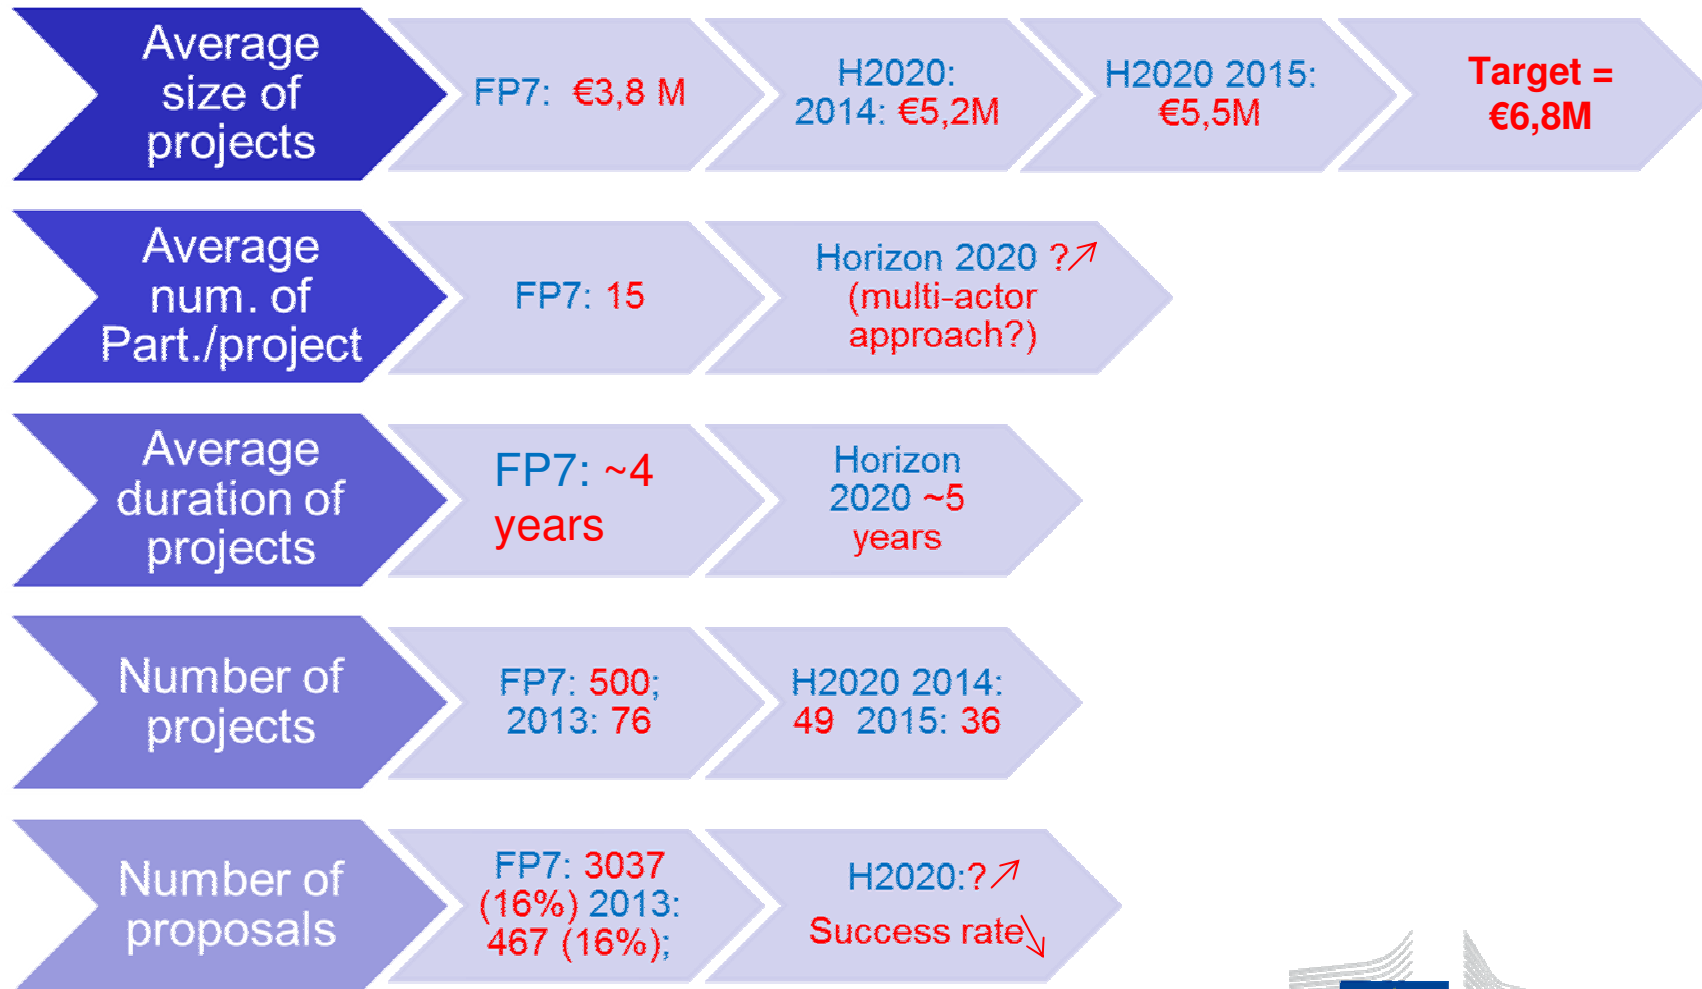 Average
size of
projects
FP7: €3,8 M
H2020:
2014: €5,2M
H2020 2015:
€5,5M
Target =
€6,8M
Average
num. of
Part./project
FP7: 15
Horizon 2020 ?↗
(multi-actor
approach?)
Average
duration of
projects
FP7: ~4
years
Horizon
2020 ~5
years
Number of
projects
FP7: 500;
2013: 76
H2020 2014:
49 2015: 36
Number of
proposals
FP7: 3037
(16%) 2013:
467 (16%);
H2020:?↗
Success rate↘